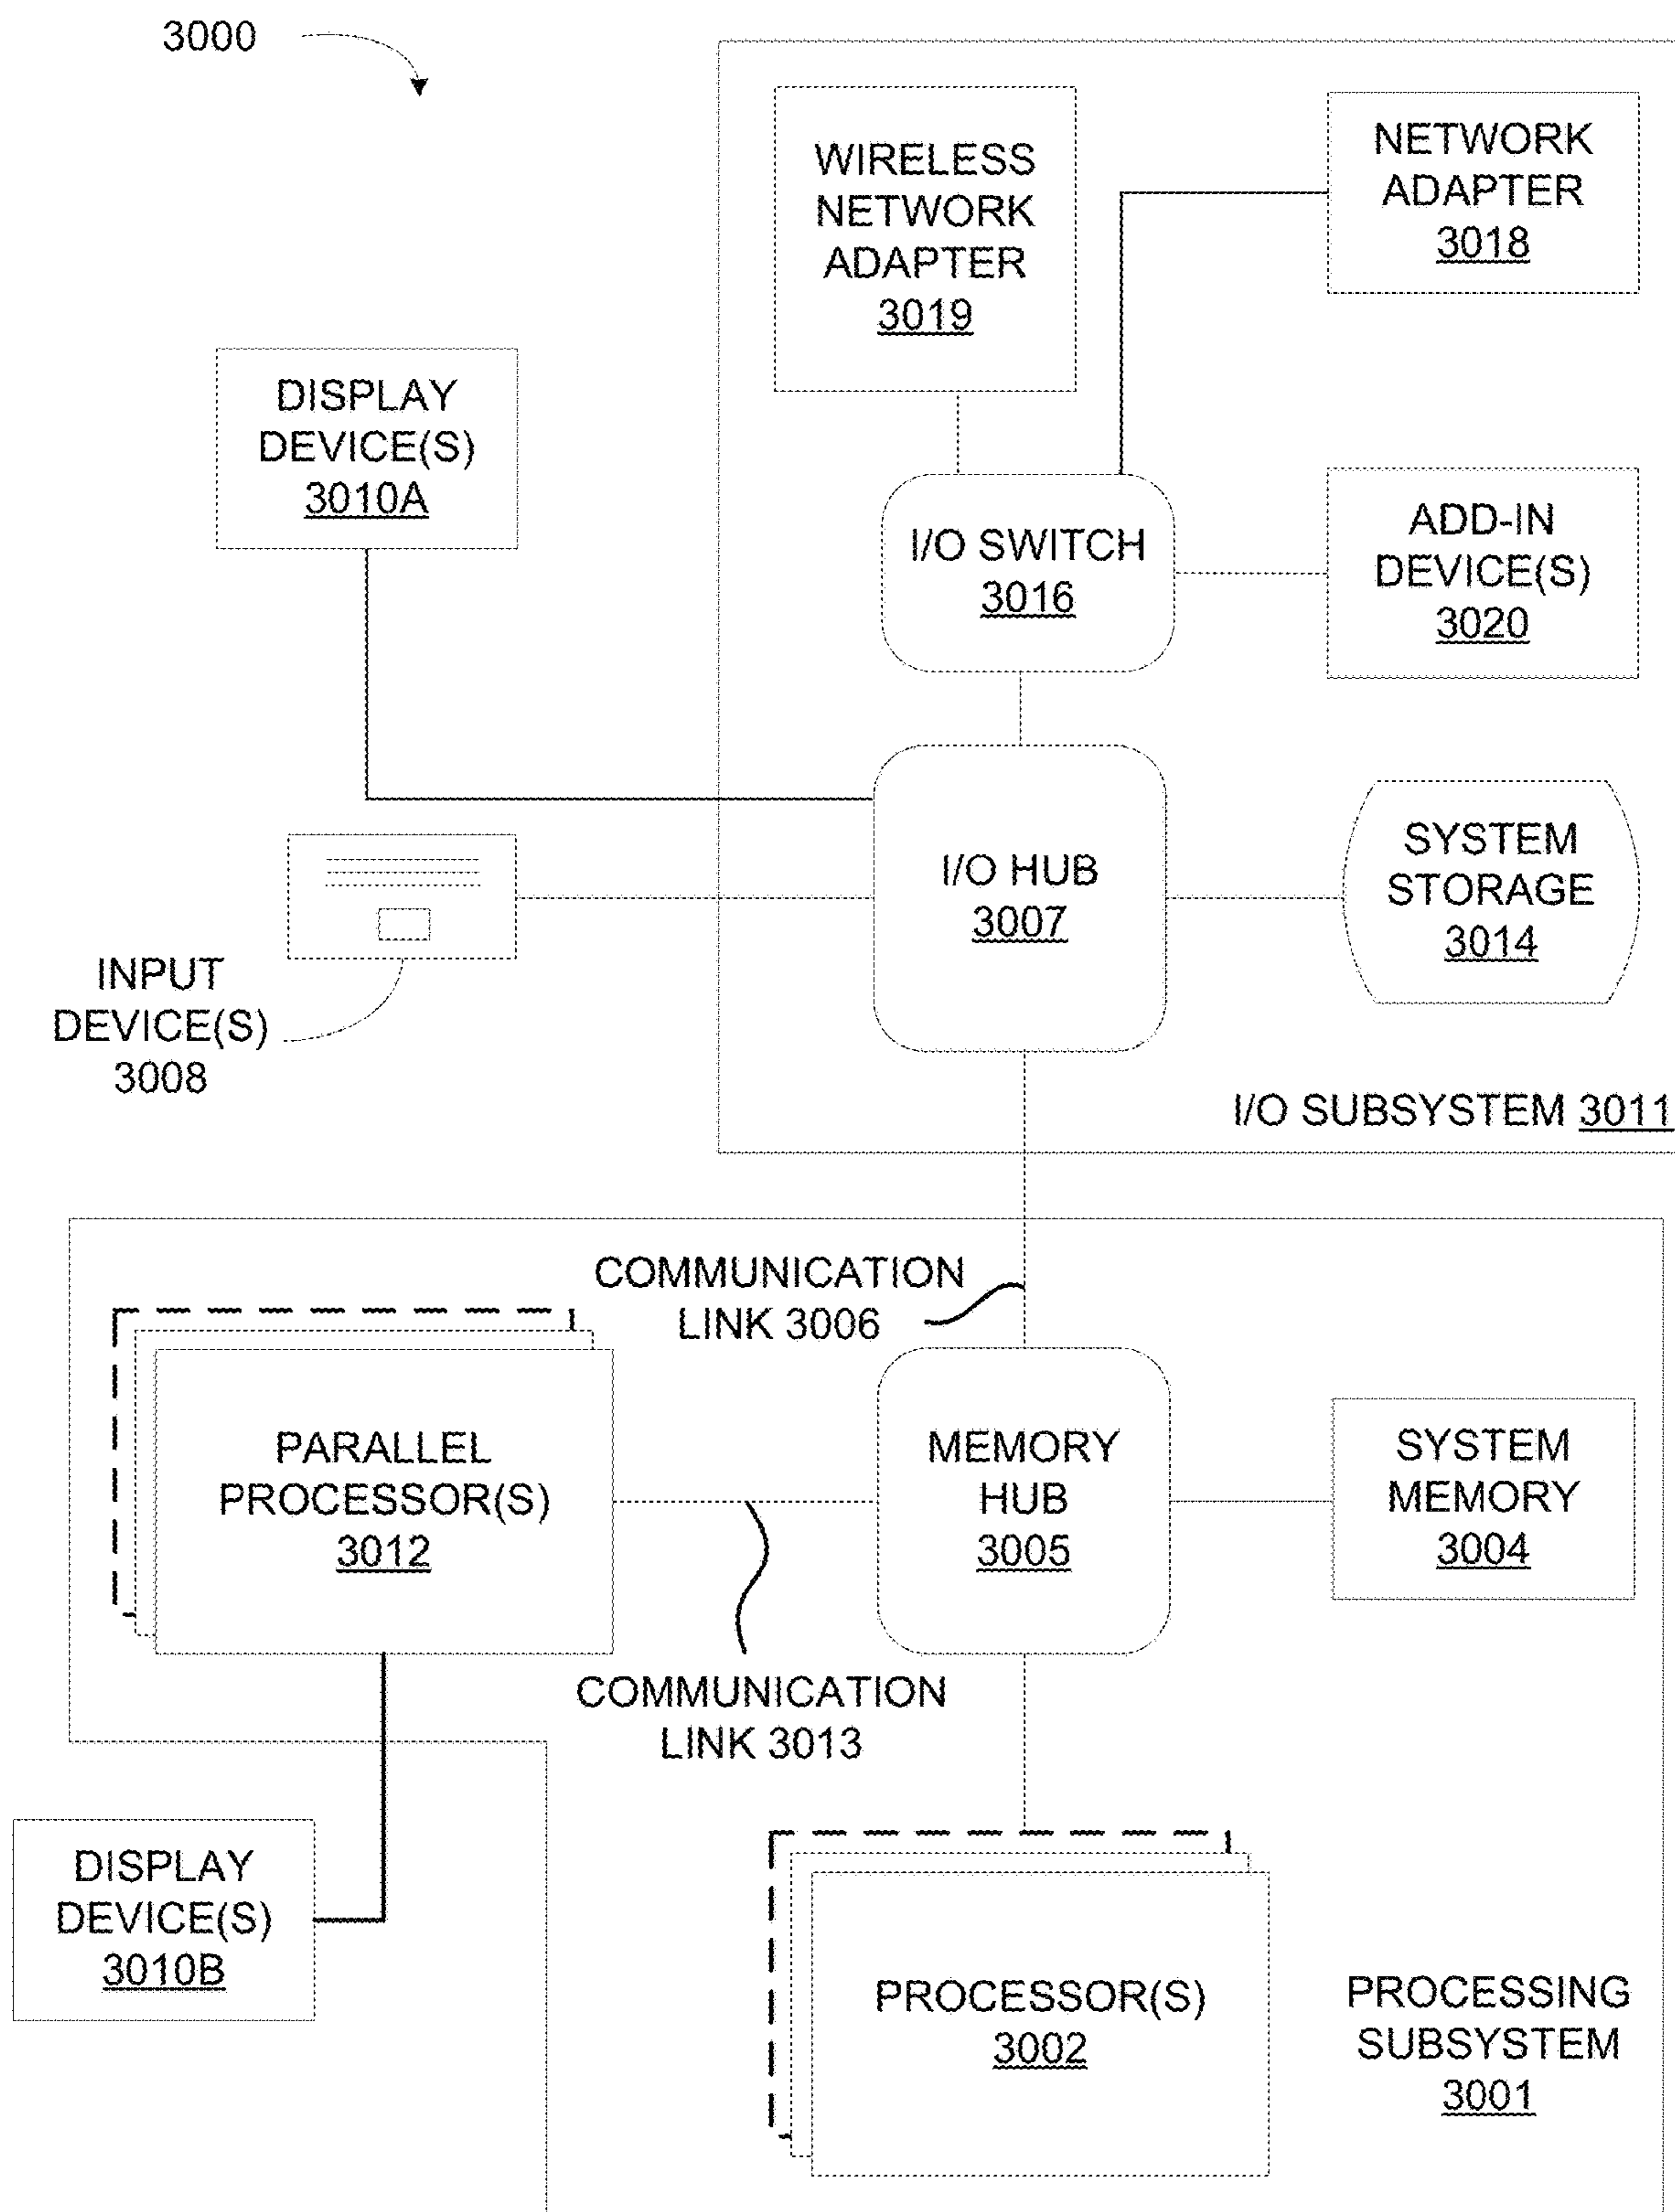 3000
WIRELESS
NETWORK
ADAPTER
3019
NETWORK
ADAPTER
3018
DISPLAY
DEVICE(S)
3010A
I/O SWITCH
3016
ADD-IN
DEVICE(S)
3020
I/O HUB
3007
SYSTEM
STORAGE
3014
INPUT
DEVICE(S)
3008
I/O SUBSYSTEM 3011
COMMUNICATION
LINK 3006
PARALLEL
PROCESSOR(S)
3012
MEMORY
HUB
3005
SYSTEM
MEMORY
3004
COMMUNICATION
LINK 3013
DISPLAY
DEVICE(S)
3010B
PROCESSOR(S)
3002
PROCESSING
SUBSYSTEM
3001